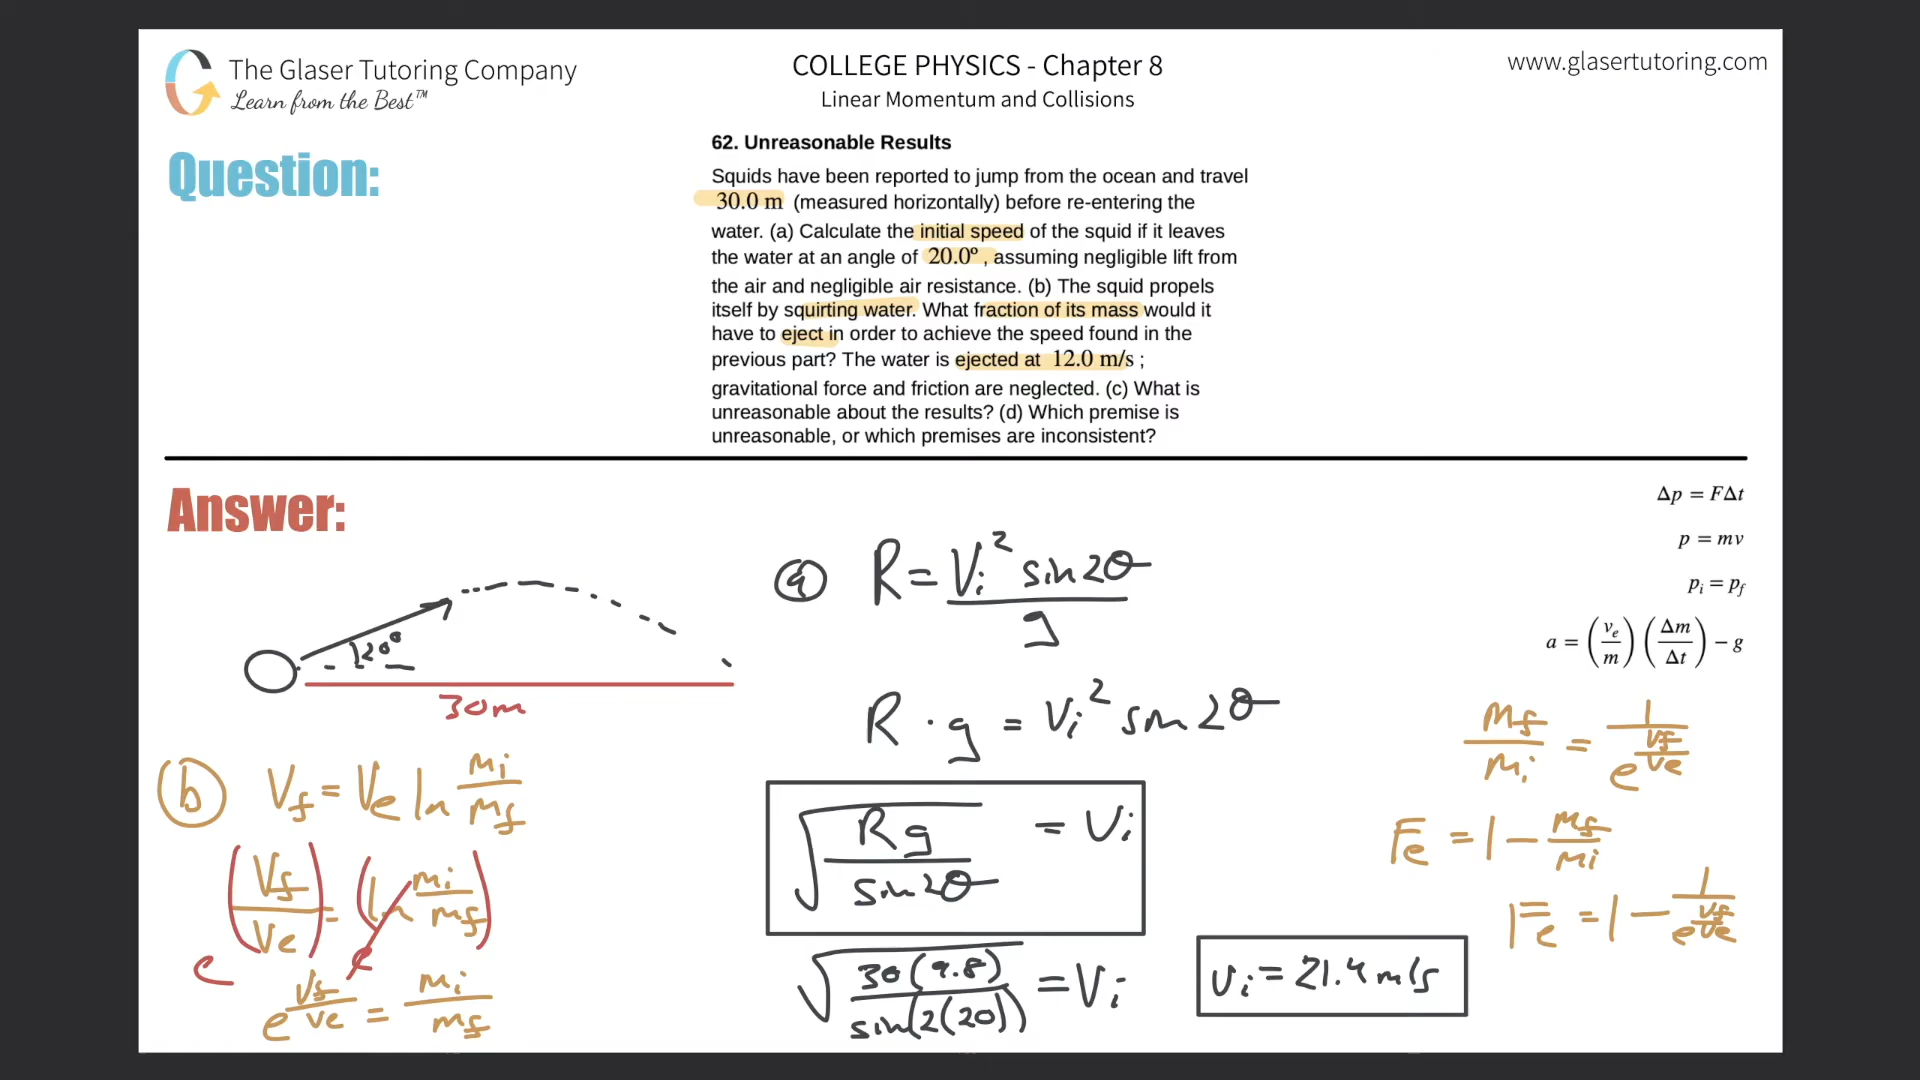 The Glaser Tutoring Company
Learn from the Best™
COLLEGE PHYSICS - Chapter 8
Linear Momentum and Collisions
www.glasertutoring.com
Question:
62. Unreasonable Results
Squids have been reported to jump from the ocean and travel
30.0 m (measured horizontally) before re-entering the
water. (a) Calculate the initial speed of the squid if it leaves
the water at an angle of 20.0º, assuming negligible lift from
the air and negligible air resistance. (b) The squid propels
itself by squirting water. What fraction of its mass would it
have to eject in order to achieve the speed found in the
previous part? The water is ejected at 12.0 m/s ;
gravitational force and friction are neglected. (c) What is
unreasonable about the results? (d) Which premise is
unreasonable, or which premises are inconsistent?
Answer:
Δp = FΔt
p = mv
pᵢ = p_f
a = (v_e/m)(Δm/Δt) − g
20°
30m
(a) R = Vi² sin2θ / g
R · g = Vi² sin2θ
√(Rg / sin2θ) = Vi
√(30(9.8) / sin(2(20))) = Vi
Vi = 21.4 m/s
(b) Vf = Ve ln mi/mf
e (Vf/Ve) = e (ln mi/mf)
e^(Vf/Ve) = mi/mf
mf/mi = 1/e^(Vf/Ve)
Fe = 1 − mf/mi
Fe = 1 − 1/e^(Vf/Ve)